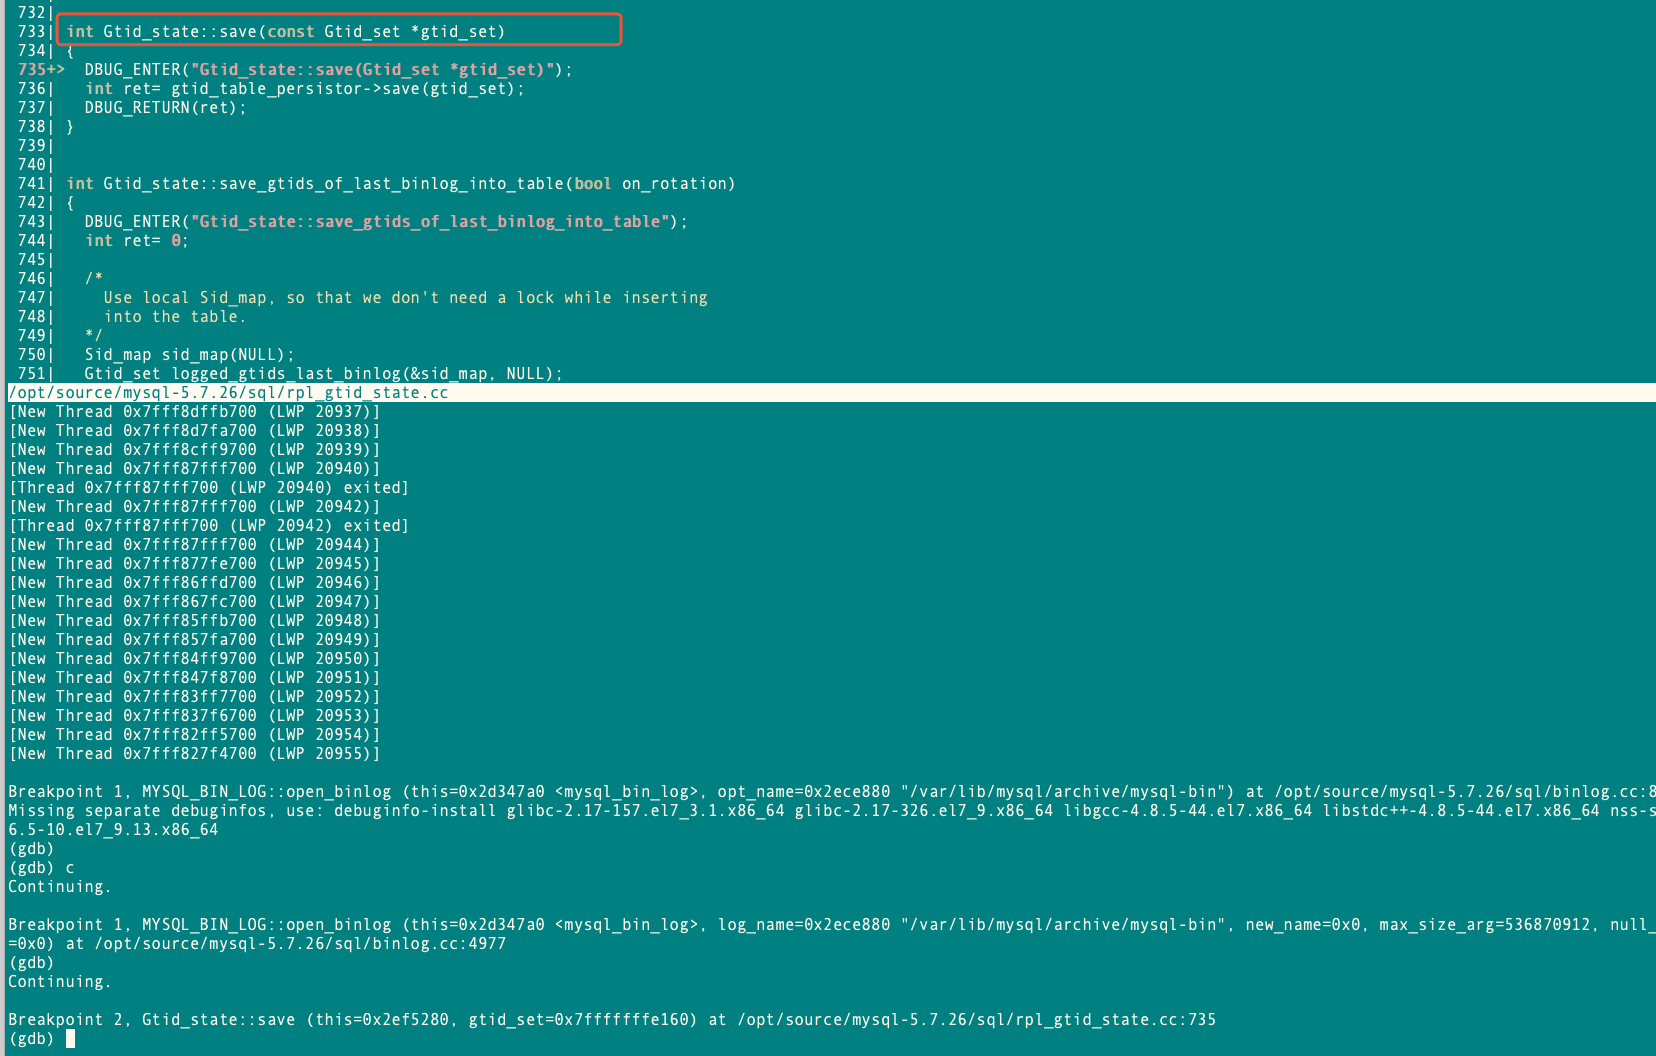 732|
733| int Gtid_state::save(const Gtid_set *gtid_set)
734| {
735+>  DBUG_ENTER("Gtid_state::save(Gtid_set *gtid_set)");
736|   int ret= gtid_table_persistor->save(gtid_set);
737|   DBUG_RETURN(ret);
738| }
739|
740|
741| int Gtid_state::save_gtids_of_last_binlog_into_table(bool on_rotation)
742| {
743|   DBUG_ENTER("Gtid_state::save_gtids_of_last_binlog_into_table");
744|   int ret= 0;
745|
746|   /*
747|     Use local Sid_map, so that we don't need a lock while inserting
748|     into the table.
749|   */
750|   Sid_map sid_map(NULL);
751|   Gtid_set logged_gtids_last_binlog(&sid_map, NULL);
/opt/source/mysql-5.7.26/sql/rpl_gtid_state.cc
[New Thread 0x7fff8dffb700 (LWP 20937)]
[New Thread 0x7fff8d7fa700 (LWP 20938)]
[New Thread 0x7fff8cff9700 (LWP 20939)]
[New Thread 0x7fff87fff700 (LWP 20940)]
[Thread 0x7fff87fff700 (LWP 20940) exited]
[New Thread 0x7fff87fff700 (LWP 20942)]
[Thread 0x7fff87fff700 (LWP 20942) exited]
[New Thread 0x7fff87fff700 (LWP 20944)]
[New Thread 0x7fff877fe700 (LWP 20945)]
[New Thread 0x7fff86ffd700 (LWP 20946)]
[New Thread 0x7fff867fc700 (LWP 20947)]
[New Thread 0x7fff85ffb700 (LWP 20948)]
[New Thread 0x7fff857fa700 (LWP 20949)]
[New Thread 0x7fff84ff9700 (LWP 20950)]
[New Thread 0x7fff847f8700 (LWP 20951)]
[New Thread 0x7fff83ff7700 (LWP 20952)]
[New Thread 0x7fff837f6700 (LWP 20953)]
[New Thread 0x7fff82ff5700 (LWP 20954)]
[New Thread 0x7fff827f4700 (LWP 20955)]
Breakpoint 1, MYSQL_BIN_LOG::open_binlog (this=0x2d347a0 <mysql_bin_log>, opt_name=0x2ece880 "/var/lib/mysql/archive/mysql-bin") at /opt/source/mysql-5.7.26/sql/binlog.cc:8
Missing separate debuginfos, use: debuginfo-install glibc-2.17-157.el7_3.1.x86_64 glibc-2.17-326.el7_9.x86_64 libgcc-4.8.5-44.el7.x86_64 libstdc++-4.8.5-44.el7.x86_64 nss-s
6.5-10.el7_9.13.x86_64
(gdb)
(gdb) c
Continuing.
Breakpoint 1, MYSQL_BIN_LOG::open_binlog (this=0x2d347a0 <mysql_bin_log>, log_name=0x2ece880 "/var/lib/mysql/archive/mysql-bin", new_name=0x0, max_size_arg=536870912, null_
=0x0) at /opt/source/mysql-5.7.26/sql/binlog.cc:4977
(gdb)
Continuing.
Breakpoint 2, Gtid_state::save (this=0x2ef5280, gtid_set=0x7fffffffe160) at /opt/source/mysql-5.7.26/sql/rpl_gtid_state.cc:735
(gdb)